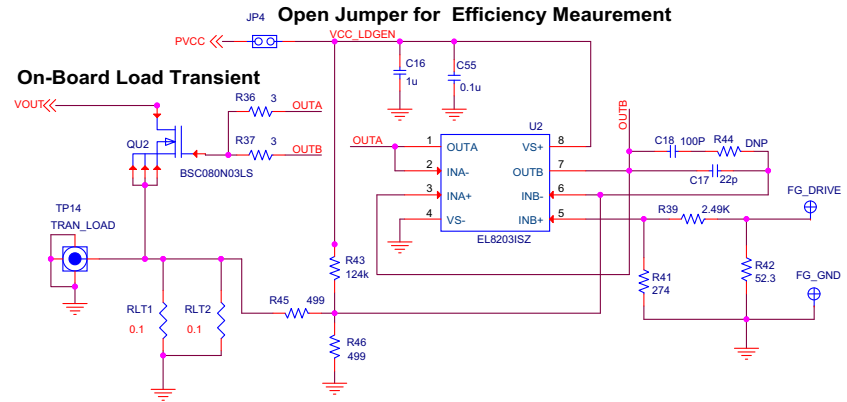 Open Jumper for Efficiency Meaurement
JP4
PVCC
VCC_LDGEN
On-Board Load Transient
C16
1u
C55
0.1u
VOUT
R36 3
OUTA
R37 3
OUTB
QU2
BSC080N03LS
OUTA
U2
1 OUTA VS+ 8
2 INA- OUTB 7
3 INA+ INB- 6
4 VS- INB+ 5
EL8203ISZ
OUTB
C18 100P R44 DNP
C17 22p
R39 2.49K
FG_DRIVE
TP14
TRAN_LOAD
R43
124k
R41
274
R42
52.3
FG_GND
RLT1
0.1
RLT2
0.1
R45 499
R46
499